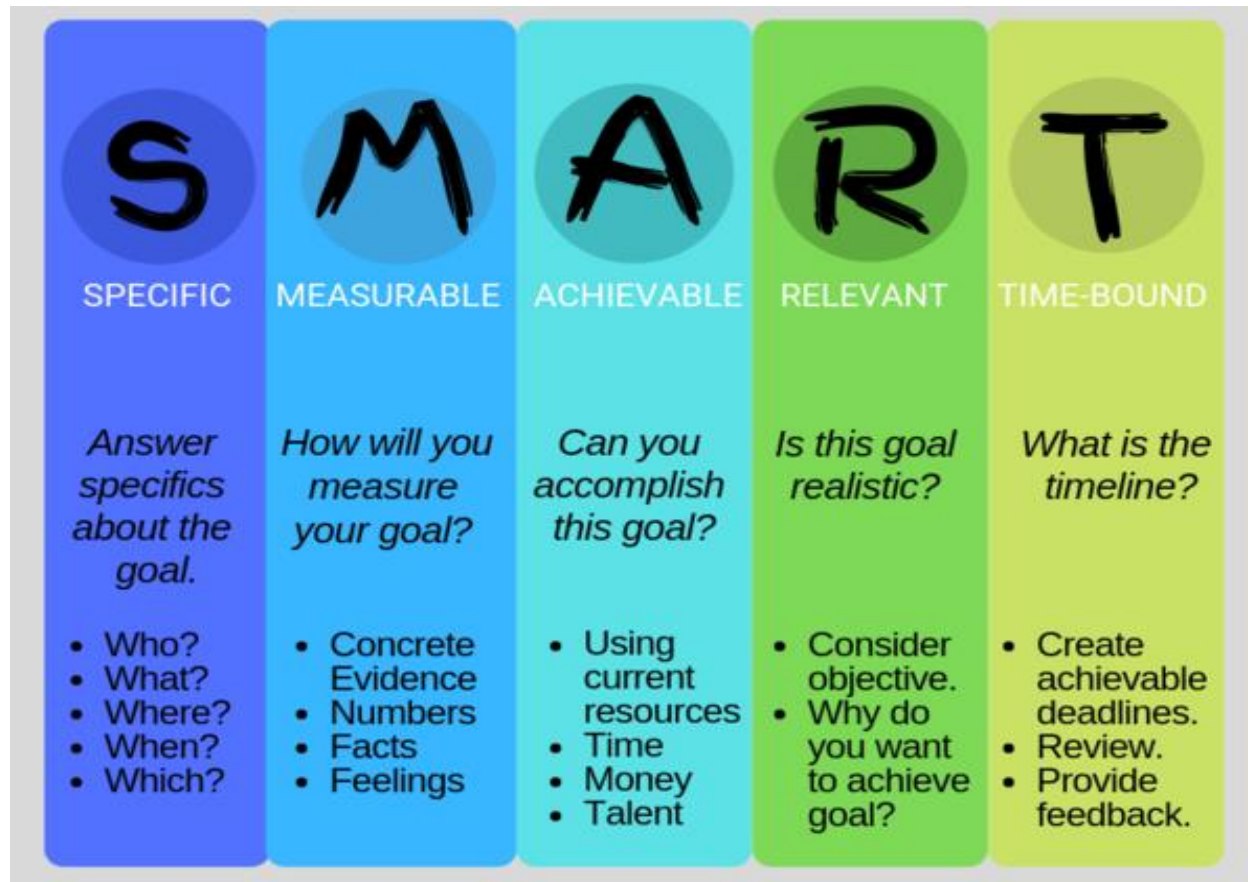 S
SPECIFIC
Answer
specifics
about the
goal.
• Who?
• What?
• Where?
• When?
• Which?
M
MEASURABLE
How will you
measure
your goal?
• Concrete
Evidence
• Numbers
• Facts
• Feelings
A
ACHIEVABLE
Can you
accomplish
this goal?
• Using
current
resources
• Time
• Money
• Talent
R
RELEVANT
Is this goal
realistic?
• Consider
objective.
• Why do
you want
to achieve
goal?
T
TIME-BOUND
What is the
timeline?
• Create
achievable
deadlines.
• Review.
• Provide
feedback.